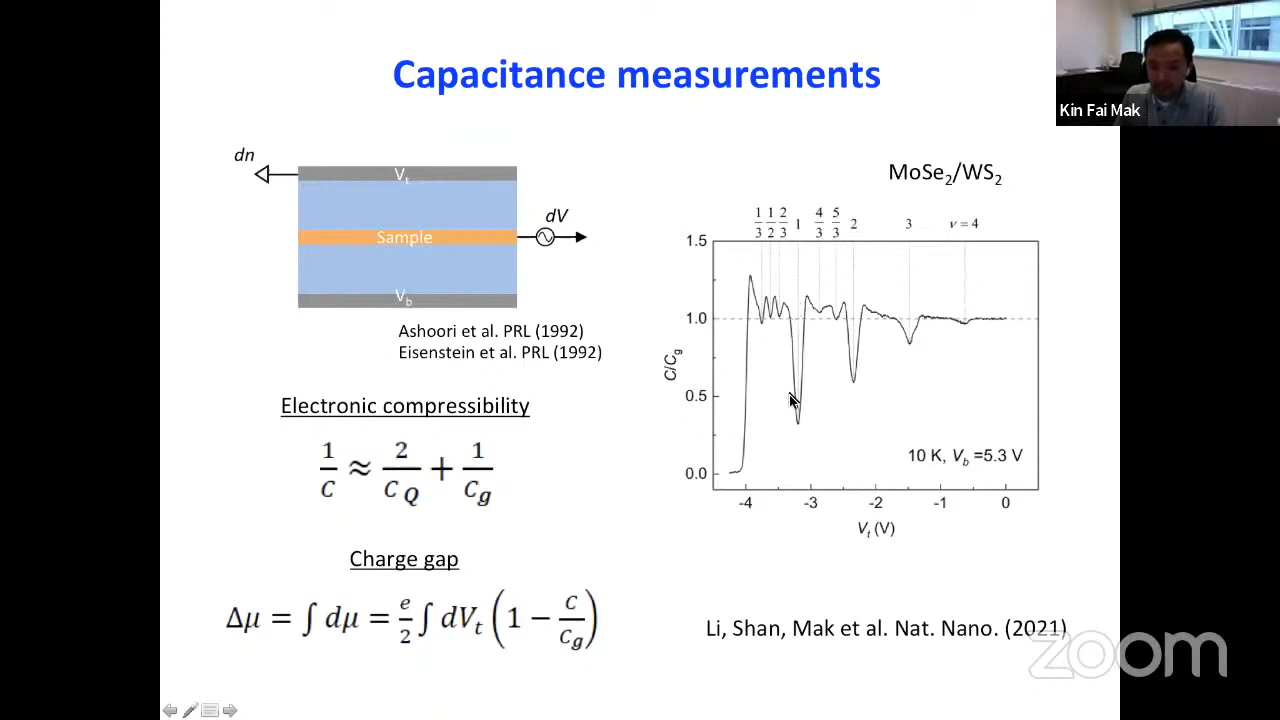 Capacitance measurements
Kin Fai Mak
dn
Vt
dV
Sample
Vb
Ashoori et al. PRL (1992)
Eisenstein et al. PRL (1992)
Electronic compressibility
1/C ≈ 2/C_Q + 1/C_g
Charge gap
Δμ = ∫ dμ = e/2 ∫ dVt (1 − C/Cg)
MoSe₂/WS₂
1/3 1/2 2/3 1 4/3 5/3 2 3 ν = 4
1.5
1.0
0.5
0.0
C/Cg
10 K, Vb =5.3 V
-4 -3 -2 -1 0
Vt (V)
Li, Shan, Mak et al. Nat. Nano. (2021)
zoom